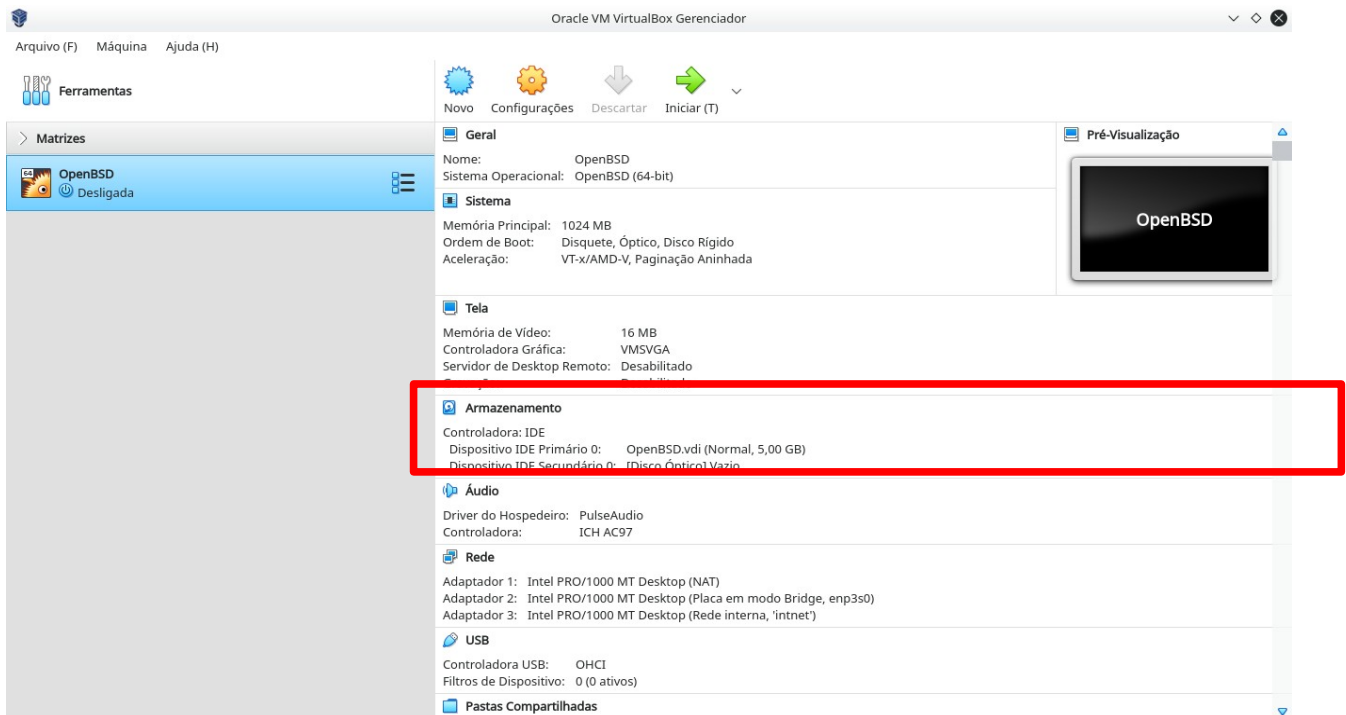 Oracle VM VirtualBox Gerenciador
Arquivo (F) Máquina Ajuda (H)
Ferramentas
Novo Configurações Descartar Iniciar (T)
Matrizes
64
OpenBSD
Desligada
Geral
Nome: OpenBSD
Sistema Operacional: OpenBSD (64-bit)
Pré-Visualização
OpenBSD
Sistema
Memória Principal: 1024 MB
Ordem de Boot: Disquete, Óptico, Disco Rígido
Aceleração: VT-x/AMD-V, Paginação Aninhada
Tela
Memória de Vídeo: 16 MB
Controladora Gráfica: VMSVGA
Servidor de Desktop Remoto: Desabilitado
Armazenamento
Controladora: IDE
Dispositivo IDE Primário 0: OpenBSD.vdi (Normal, 5,00 GB)
Dispositivo IDE Secundário 0: [Disco Óptico] Vazio
Áudio
Driver do Hospedeiro: PulseAudio
Controladora: ICH AC97
Rede
Adaptador 1: Intel PRO/1000 MT Desktop (NAT)
Adaptador 2: Intel PRO/1000 MT Desktop (Placa em modo Bridge, enp3s0)
Adaptador 3: Intel PRO/1000 MT Desktop (Rede interna, 'intnet')
USB
Controladora USB: OHCI
Filtros de Dispositivo: 0 (0 ativos)
Pastas Compartilhadas